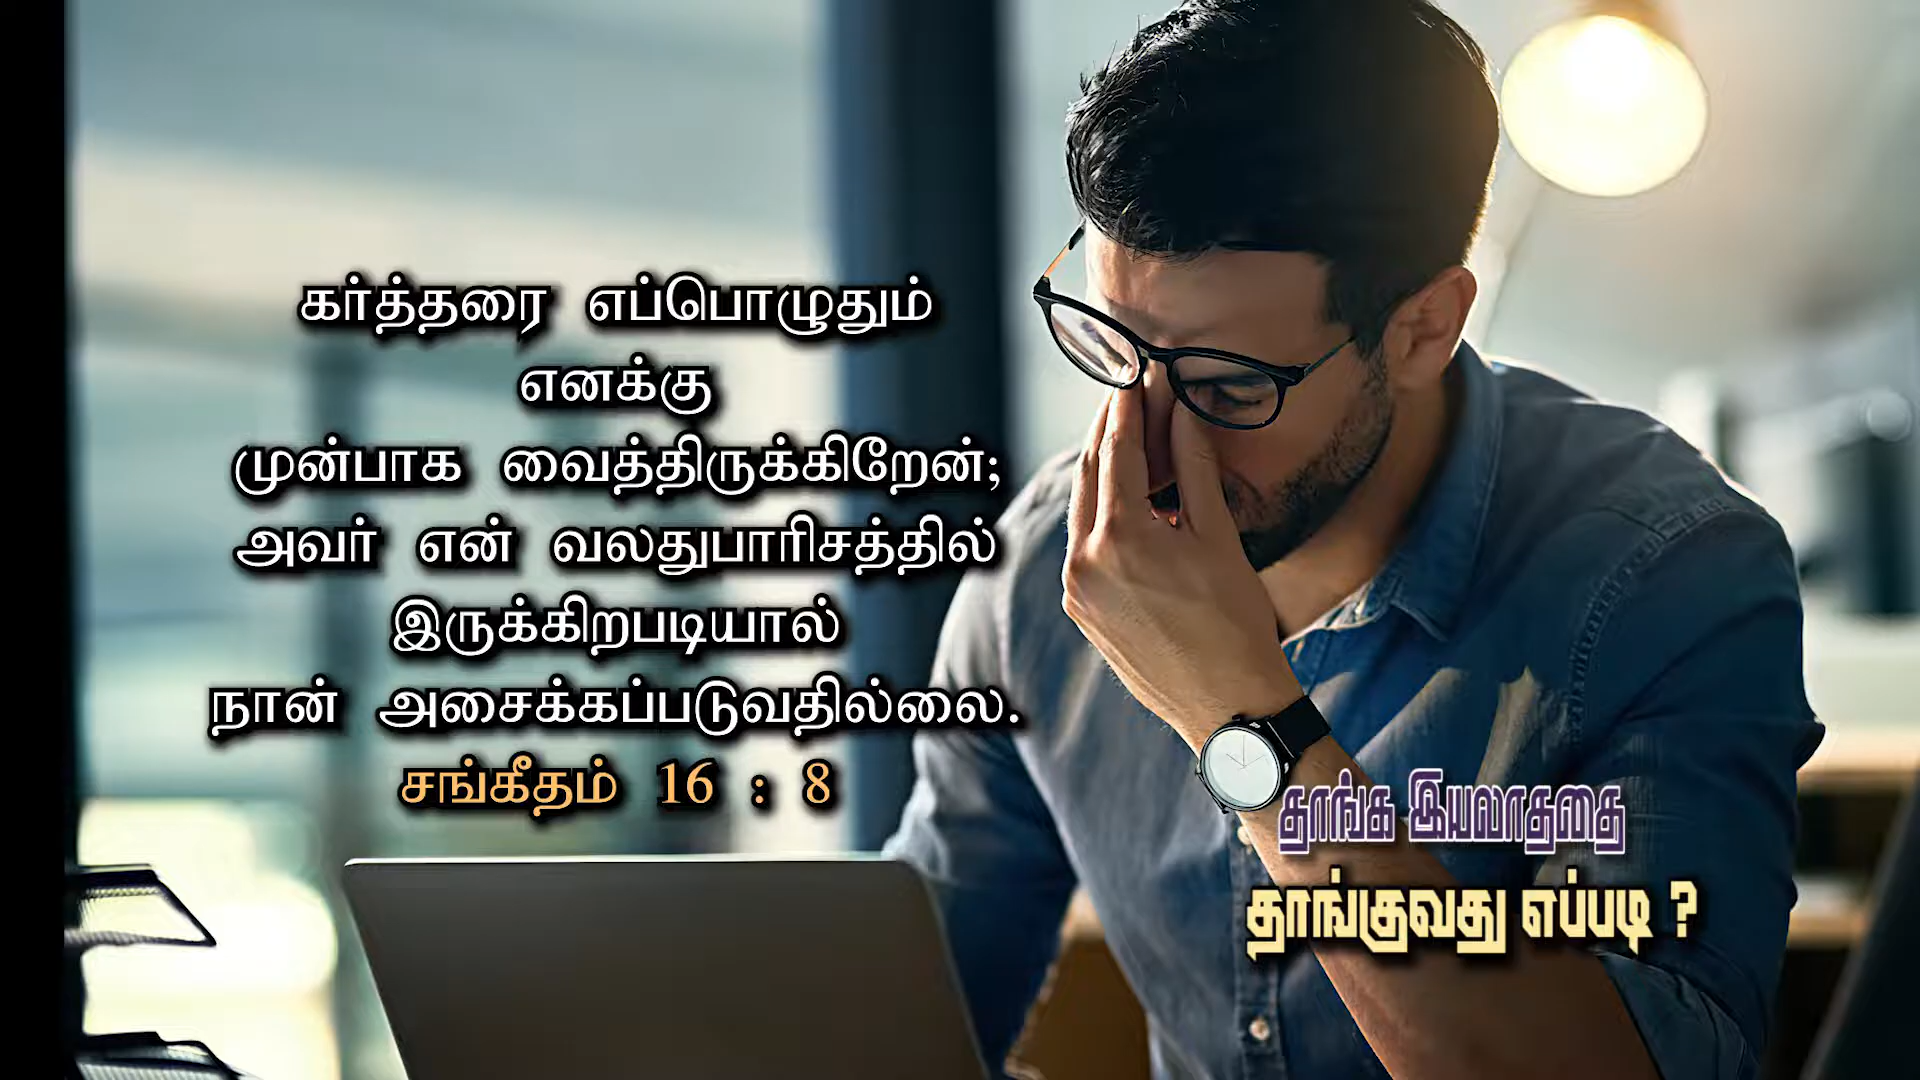 கர்த்தரை எப்பொழுதும்
எனக்கு
முன்பாக வைத்திருக்கிறேன்;
அவர் என் வலதுபாரிசத்தில்
இருக்கிறபடியால்
நான் அசைக்கப்படுவதில்லை.
சங்கீதம் 16 : 8
தாங்க இயலாததை
தாங்குவது எப்படி ?